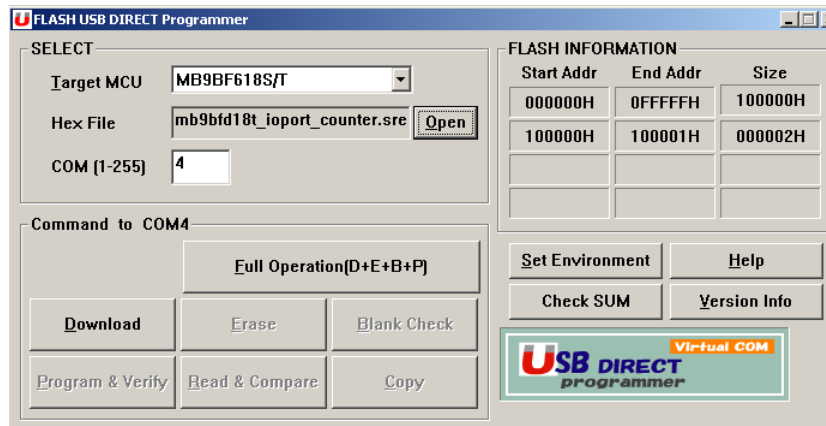 FLASH USB DIRECT Programmer
SELECT
Target MCU
MB9BF618S/T
Hex File
mb9bfd18t_ioport_counter.sre
Open
COM (1-255)
4
Command to COM4
Full Operation(D+E+B+P)
Download
Erase
Blank Check
Program & Verify
Read & Compare
Copy
FLASH INFORMATION
Start Addr
End Addr
Size
000000H
0FFFFFH
100000H
100000H
100001H
000002H
Set Environment
Help
Check SUM
Version Info
Virtual COM
USB DIRECT
programmer